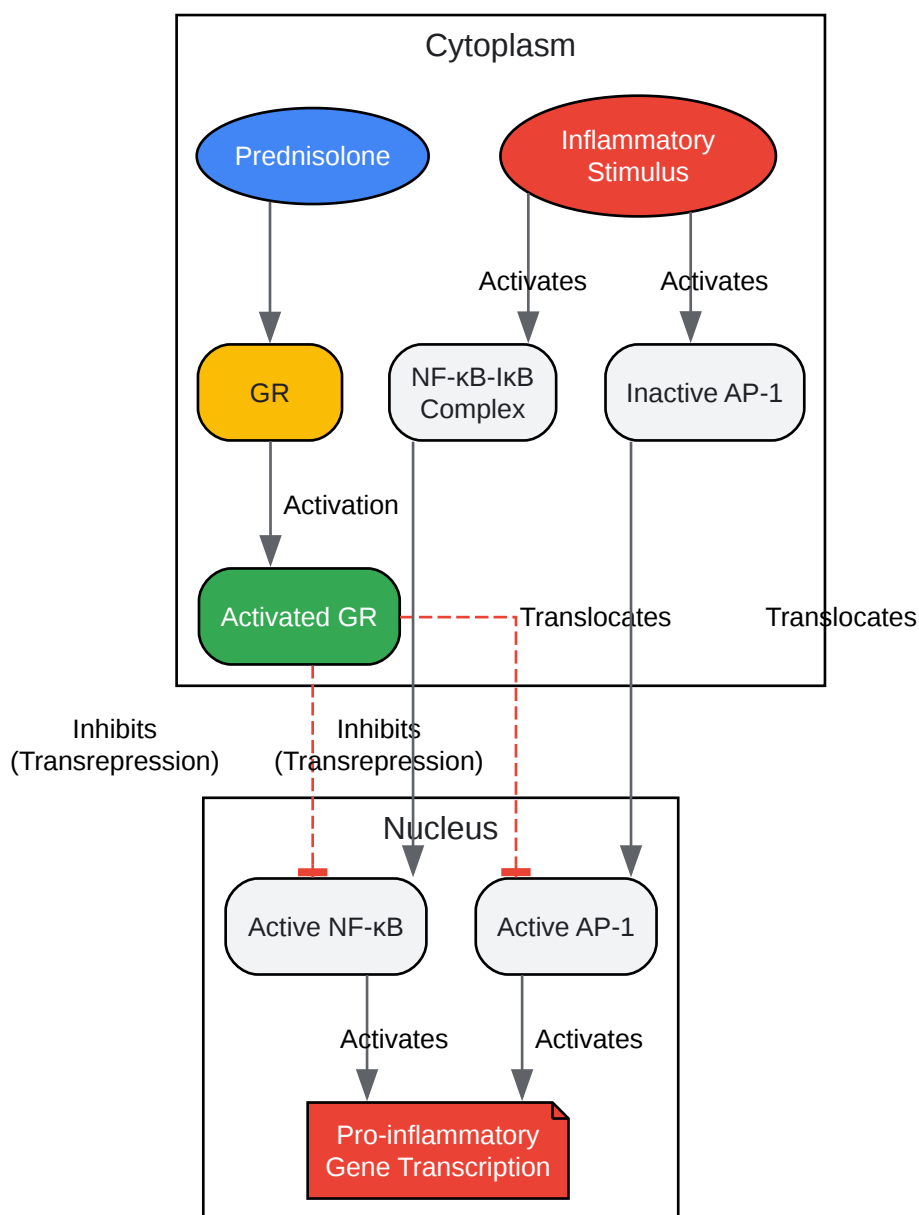 Cytoplasm
Prednisolone
Inflammatory
Stimulus
Activates
Activates
GR
NF-κB-IκB
Complex
Inactive AP-1
Activation
Activated GR
Translocates
Translocates
Inhibits
(Transrepression)
Inhibits
(Transrepression)
Nucleus
Active NF-κB
Active AP-1
Activates
Activates
Pro-inflammatory
Gene Transcription